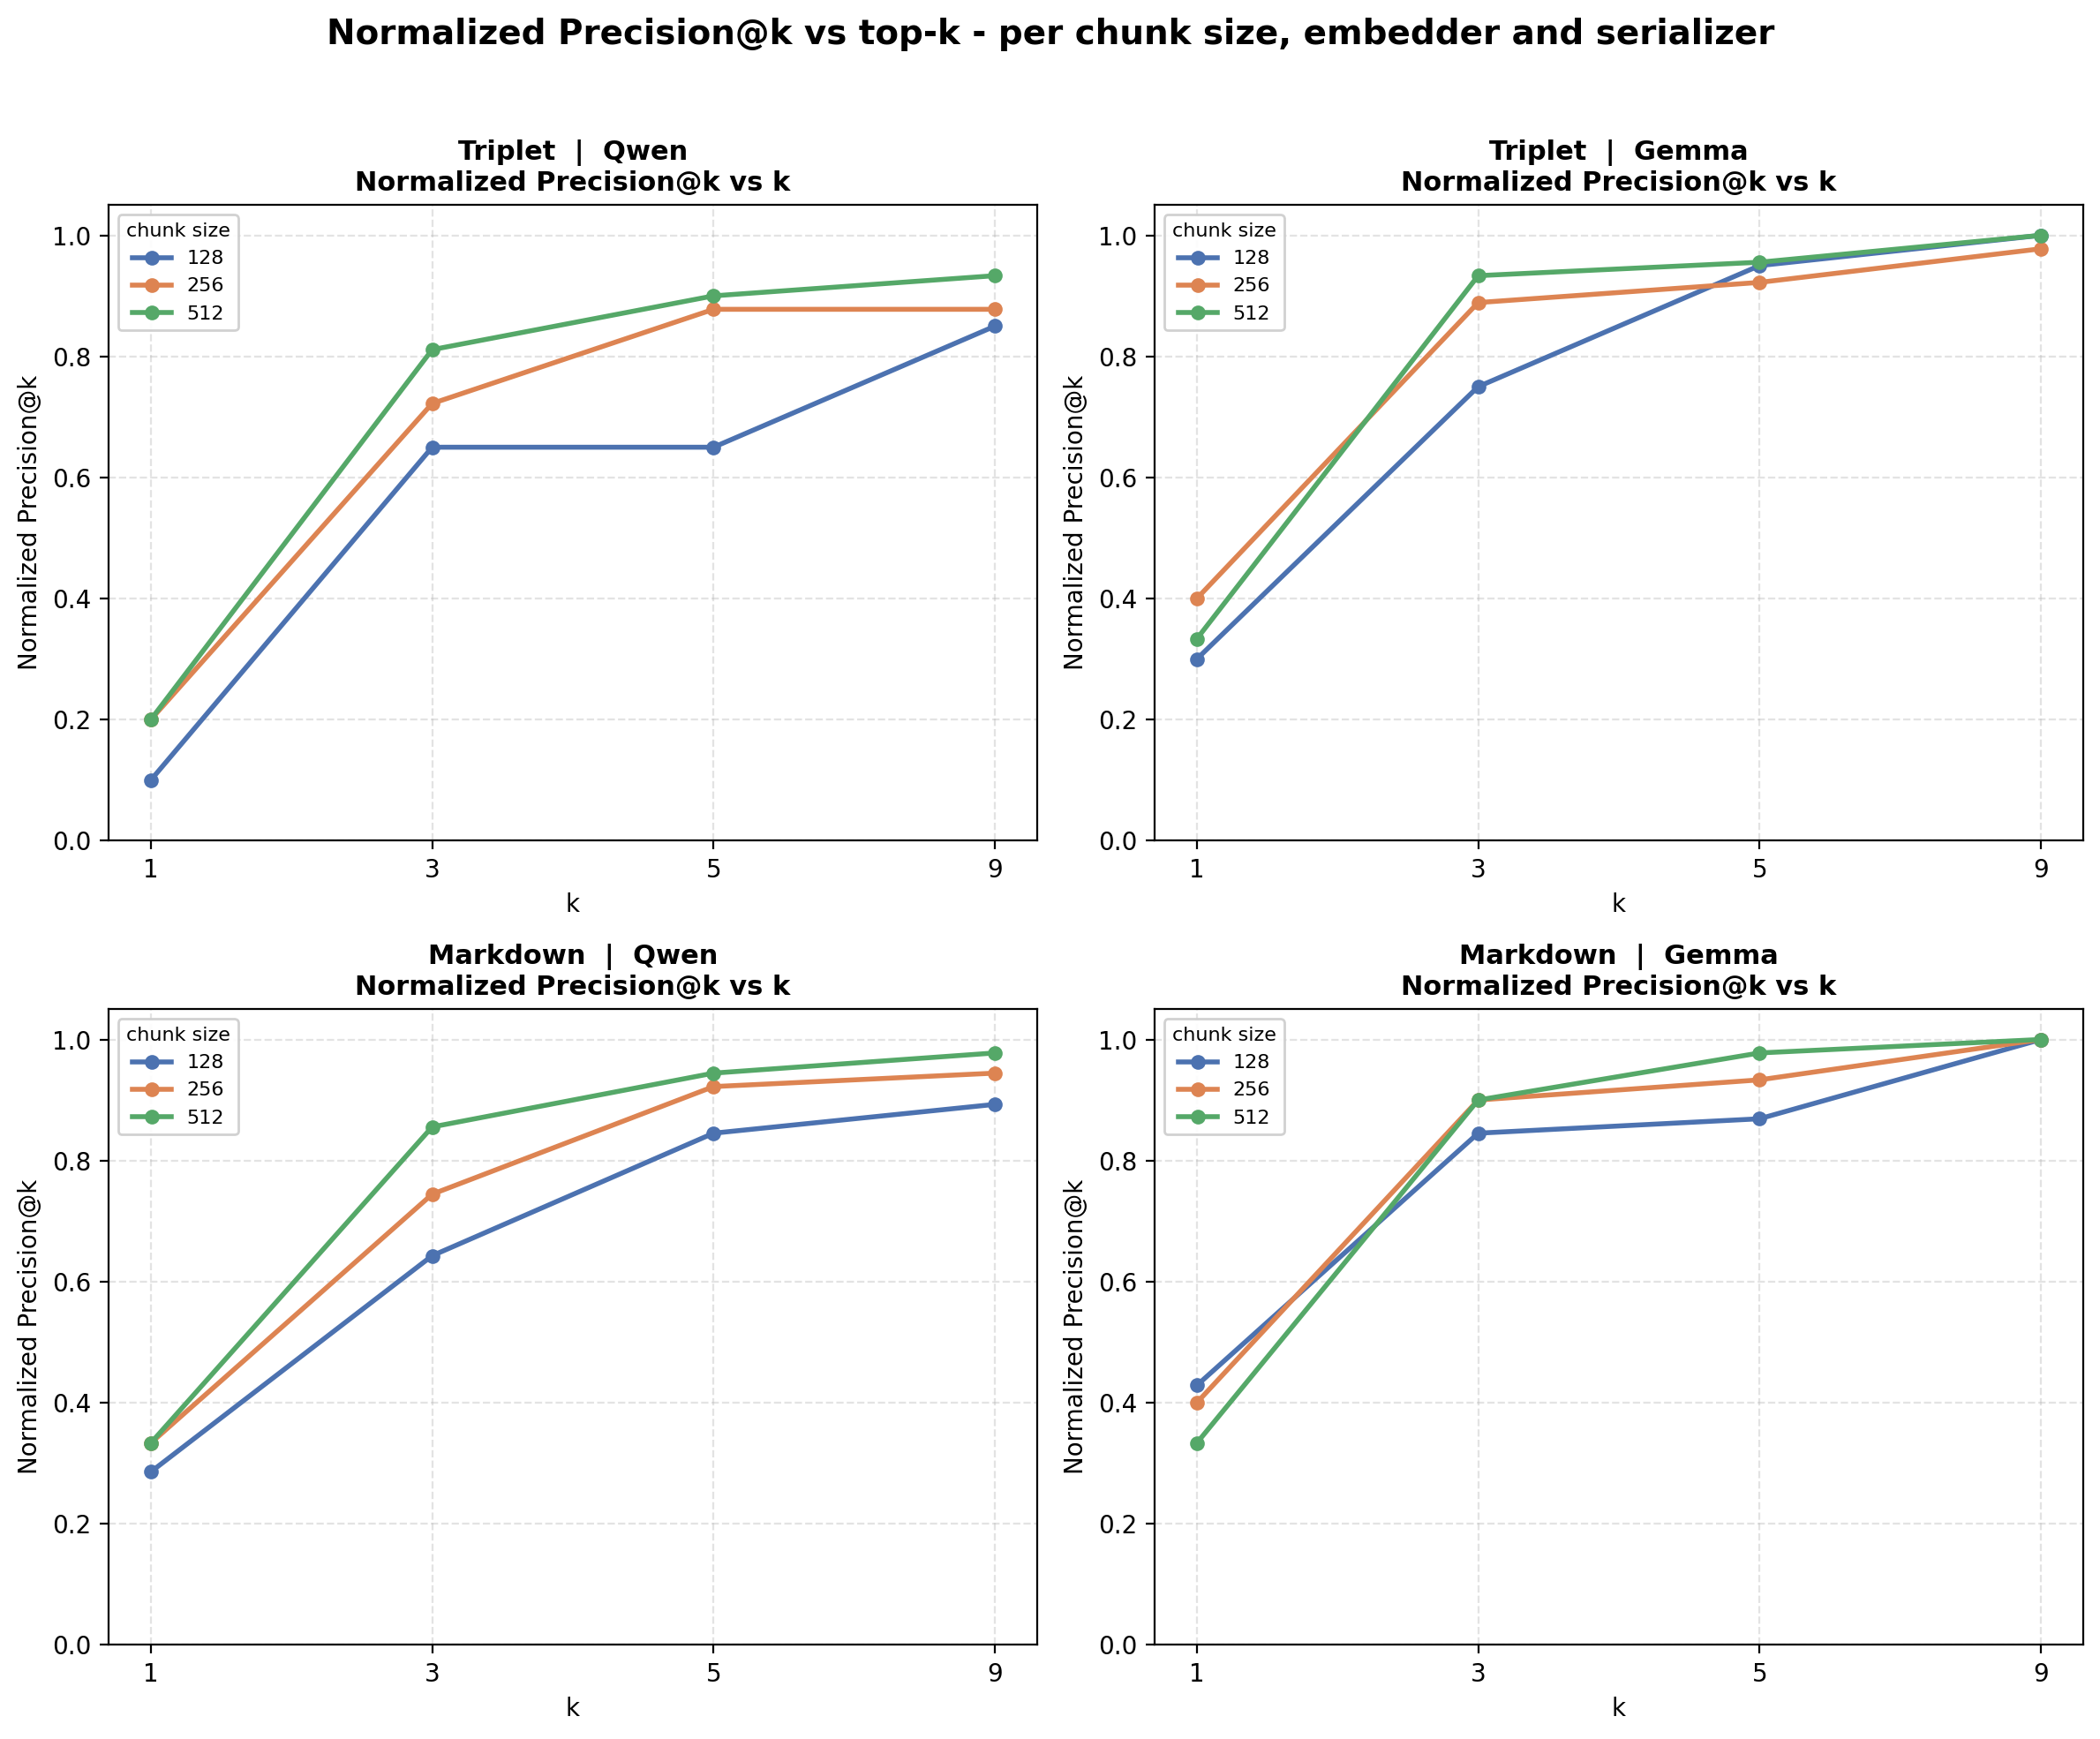 Normalized Precision@k vs top-k - per chunk size, embedder and serializer
Triplet | Qwen
Normalized Precision@k vs k
chunk size
128
256
512
1.0
0.8
0.6
0.4
0.2
0.0
Normalized Precision@k
1 3 5 9
k
Triplet | Gemma
Normalized Precision@k vs k
chunk size
128
256
512
1.0
0.8
0.6
0.4
0.2
0.0
Normalized Precision@k
1 3 5 9
k
Markdown | Qwen
Normalized Precision@k vs k
chunk size
128
256
512
1.0
0.8
0.6
0.4
0.2
0.0
Normalized Precision@k
1 3 5 9
k
Markdown | Gemma
Normalized Precision@k vs k
chunk size
128
256
512
1.0
0.8
0.6
0.4
0.2
0.0
Normalized Precision@k
1 3 5 9
k